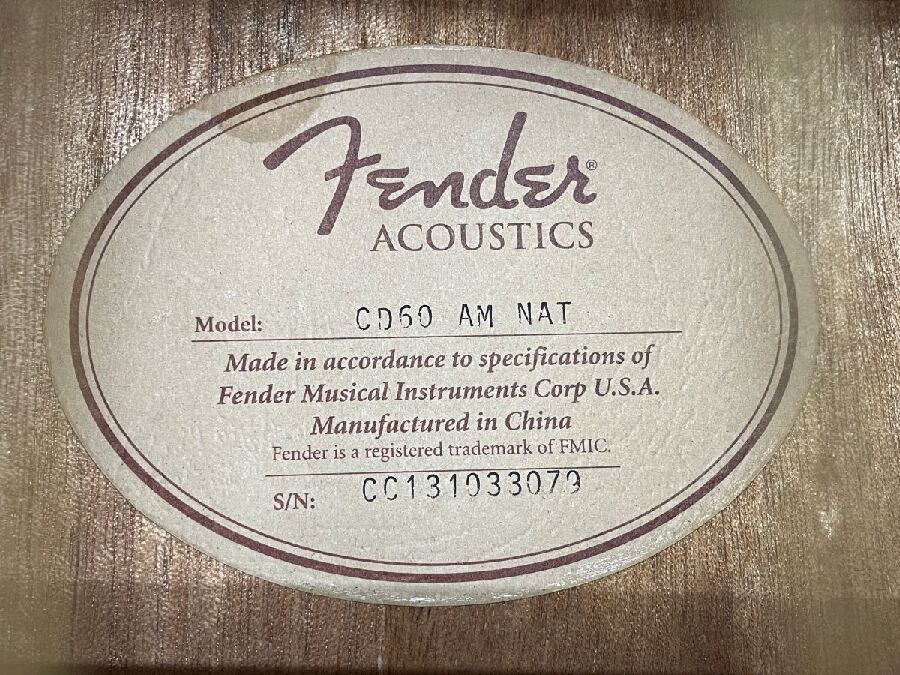 Fender®
ACOUSTICS
Model: CD60 AM NAT
Made in accordance to specifications of
Fender Musical Instruments Corp U.S.A.
Manufactured in China
Fender is a registered trademark of FMIC.
S/N: CC131033079